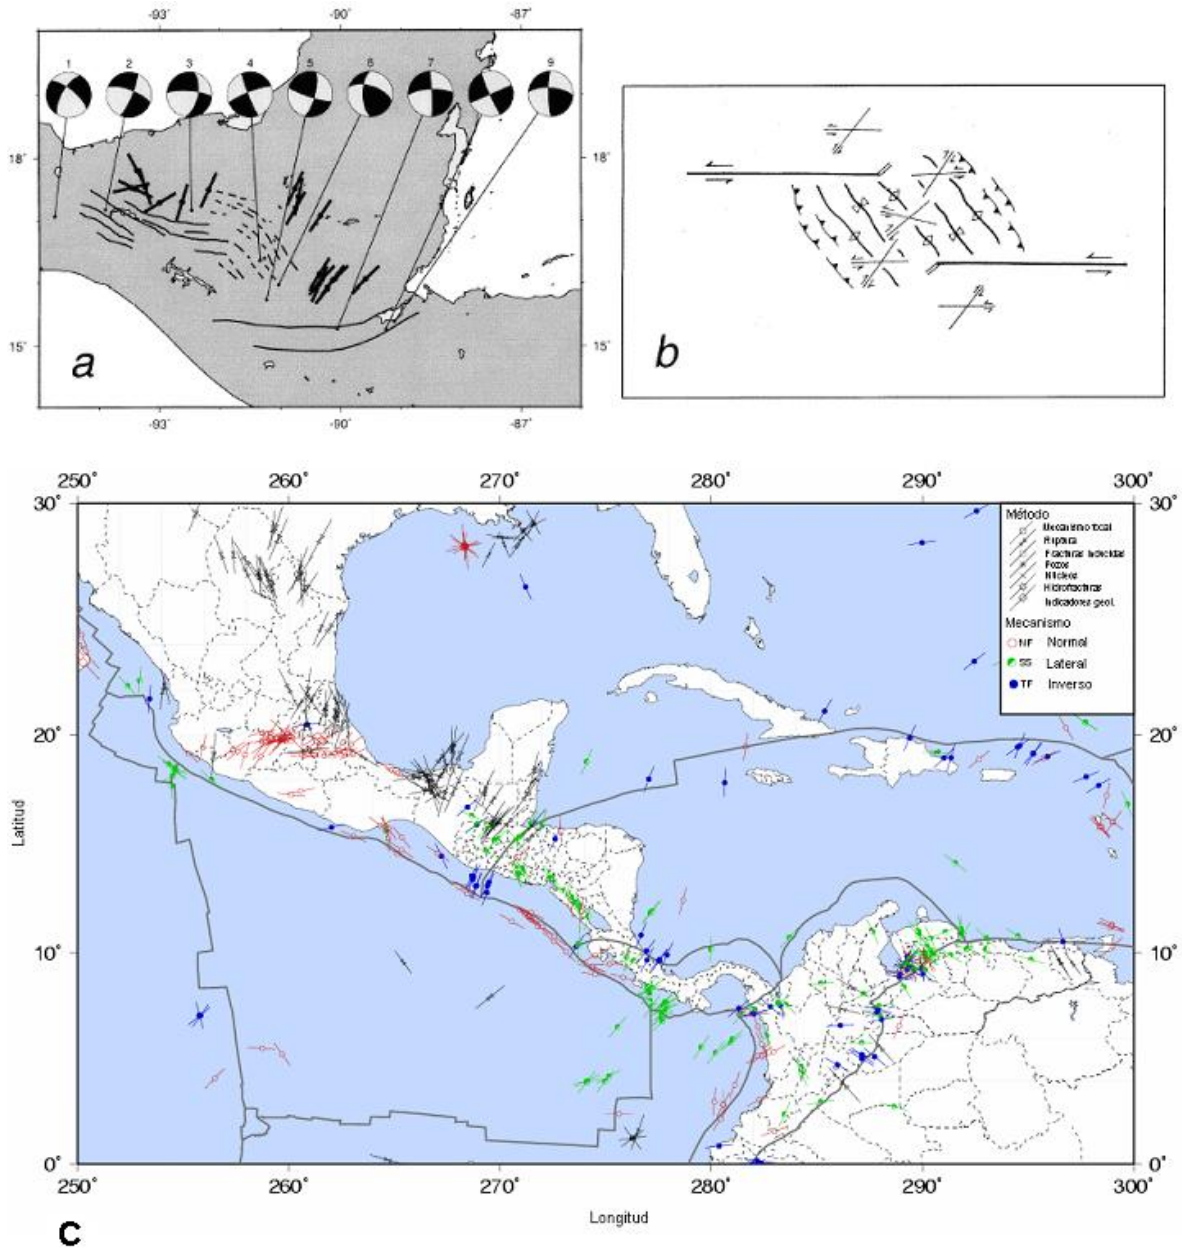 -93° -90° -87°
1 2 3 4 5 6 7 8 9
18° 18°
15° 15°
a
b
-93° -90° -87°
250° 260° 270° 280° 290° 300°
30° 30°
Método
Mecanismo focal
Ruptura
Fracturas inducidas
Pozos
Núcleos
Hidrofracturas
Indicadores geol.
Mecanismo
NF Normal
SS Lateral
TF Inverso
20° 20°
Latitud
10° 10°
0° 0°
250° 260° 270° 280° 290° 300°
Longitud
C